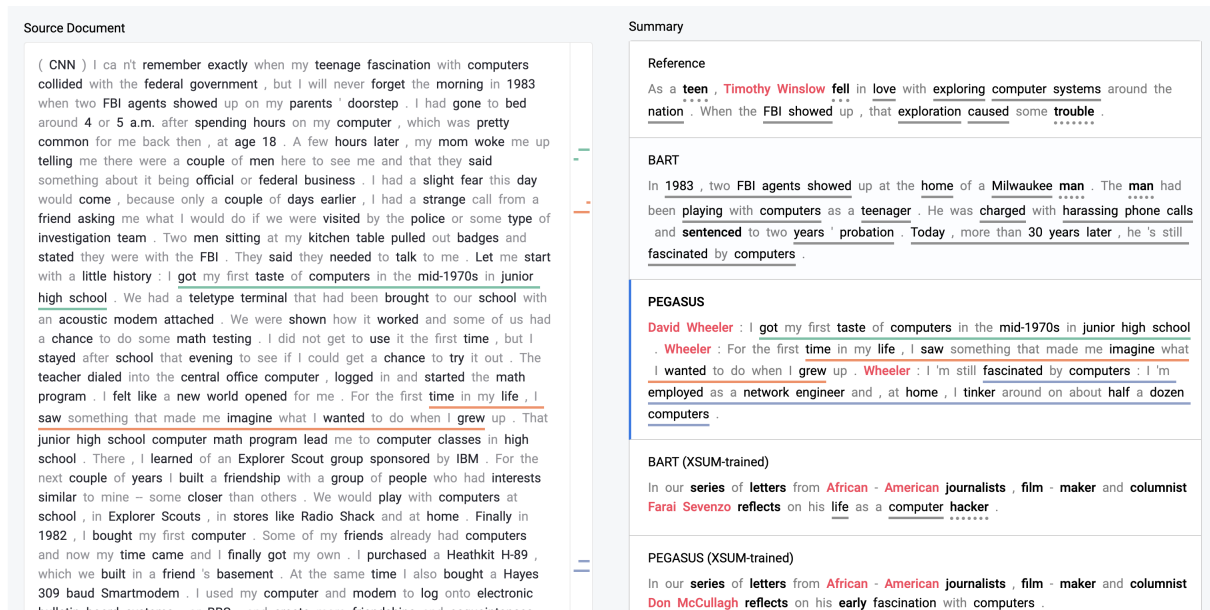 Source Document
( CNN ) I ca n't remember exactly when my teenage fascination with computers
collided with the federal government , but I will never forget the morning in 1983
when two FBI agents showed up on my parents ' doorstep . I had gone to bed
around 4 or 5 a.m. after spending hours on my computer , which was pretty
common for me back then , at age 18 . A few hours later , my mom woke me up
telling me there were a couple of men here to see me and that they said
something about it being official or federal business . I had a slight fear this day
would come , because only a couple of days earlier , I had a strange call from a
friend asking me what I would do if we were visited by the police or some type of
investigation team . Two men sitting at my kitchen table pulled out badges and
stated they were with the FBI . They said they needed to talk to me . Let me start
with a little history : I got my first taste of computers in the mid-1970s in junior
high school . We had a teletype terminal that had been brought to our school with
an acoustic modem attached . We were shown how it worked and some of us had
a chance to do some math testing . I did not get to use it the first time , but I
stayed after school that evening to see if I could get a chance to try it out . The
teacher dialed into the central office computer , logged in and started the math
program . I felt like a new world opened for me . For the first time in my life , I
saw something that made me imagine what I wanted to do when I grew up . That
junior high school computer math program lead me to computer classes in high
school . There , I learned of an Explorer Scout group sponsored by IBM . For the
next couple of years I built a friendship with a group of people who had interests
similar to mine – some closer than others . We would play with computers at
school , in Explorer Scouts , in stores like Radio Shack and at home . Finally in
1982 , I bought my first computer . Some of my friends already had computers
and now my time came and I finally got my own . I purchased a Heathkit H-89 ,
which we built in a friend 's basement . At the same time I also bought a Hayes
309 baud Smartmodem . I used my computer and modem to log onto electronic
Summary
Reference
As a teen , Timothy Winslow fell in love with exploring computer systems around the
nation . When the FBI showed up , that exploration caused some trouble .
BART
In 1983 , two FBI agents showed up at the home of a Milwaukee man . The man had
been playing with computers as a teenager . He was charged with harassing phone calls
and sentenced to two years ' probation . Today , more than 30 years later , he 's still
fascinated by computers .
PEGASUS
David Wheeler : I got my first taste of computers in the mid-1970s in junior high school
. Wheeler : For the first time in my life , I saw something that made me imagine what
I wanted to do when I grew up . Wheeler : I 'm still fascinated by computers : I 'm
employed as a network engineer and , at home , I tinker around on about half a dozen
computers .
BART (XSUM-trained)
In our series of letters from African - American journalists , film - maker and columnist
Farai Sevenzo reflects on his life as a computer hacker .
PEGASUS (XSUM-trained)
In our series of letters from African - American journalists , film - maker and columnist
Don McCullagh reflects on his early fascination with computers .